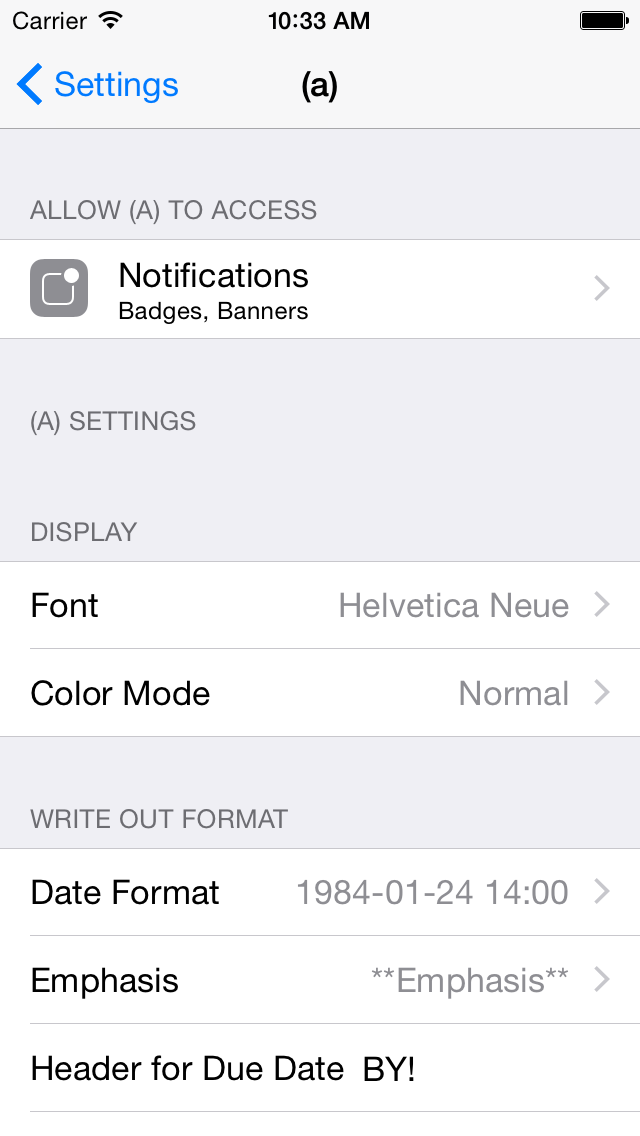 Carrier 10:33 AM
Settings (a)
ALLOW (A) TO ACCESS
Notifications
Badges, Banners
(A) SETTINGS
DISPLAY
Font Helvetica Neue
Color Mode Normal
WRITE OUT FORMAT
Date Format 1984-01-24 14:00
Emphasis **Emphasis**
Header for Due Date BY!